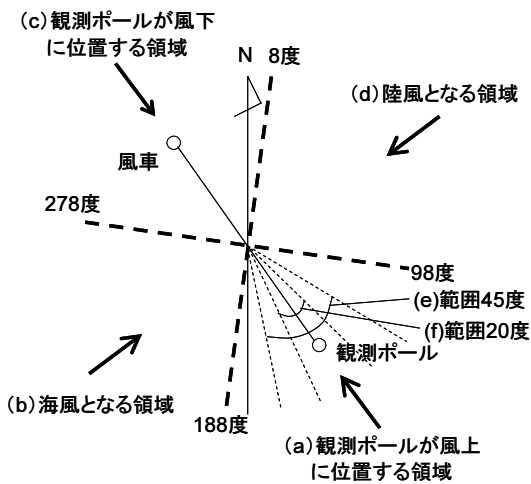 （c）観測ポールが風下
に位置する領域
N
8度
（d）陸風となる領域
風車
278度
98度
(e)範囲45度
(f)範囲20度
観測ポール
（b）海風となる領域
188度
（a）観測ポールが風上
に位置する領域